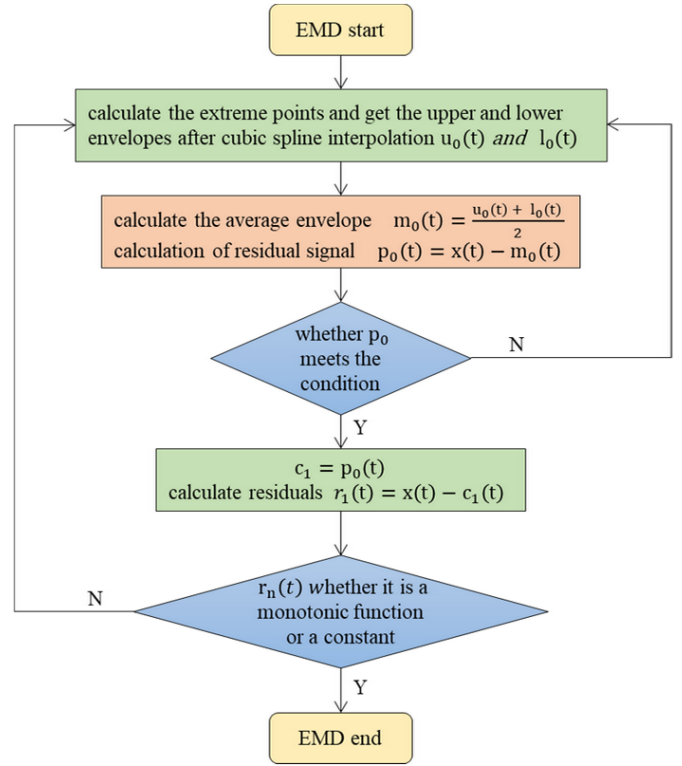 EMD start
calculate the extreme points and get the upper and lower
envelopes after cubic spline interpolation u₀(t) and l₀(t)
calculate the average envelope m₀(t) = (u₀(t) + l₀(t))/2
calculation of residual signal p₀(t) = x(t) − m₀(t)
whether p₀
meets the
condition
N
Y
c₁ = p₀(t)
calculate residuals r₁(t) = x(t) − c₁(t)
N
rₙ(t) whether it is a
monotonic function
or a constant
Y
EMD end